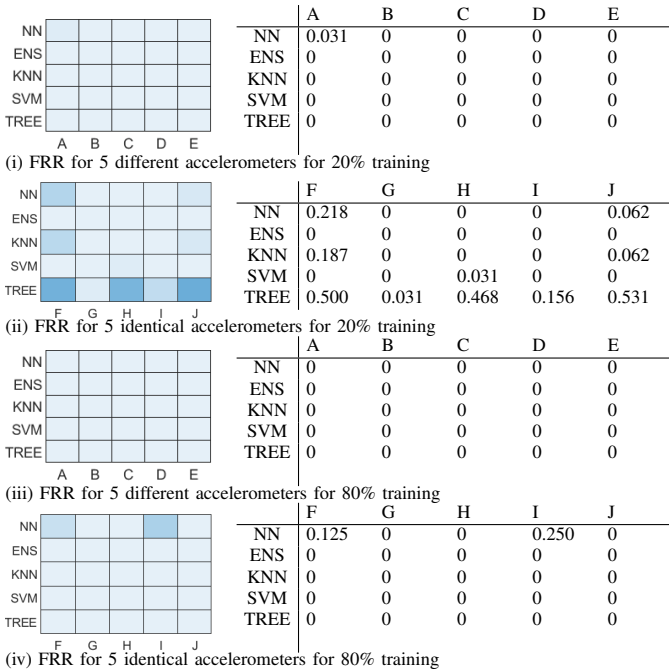 A B C D E
NN NN 0.031 0 0 0 0
ENS ENS 0 0 0 0 0
KNN KNN 0 0 0 0 0
SVM SVM 0 0 0 0 0
TREE TREE 0 0 0 0 0
A B C D E
(i) FRR for 5 different accelerometers for 20% training
F G H I J
NN NN 0.218 0 0 0 0.062
ENS ENS 0 0 0 0 0
KNN KNN 0.187 0 0 0 0.062
SVM SVM 0 0 0.031 0 0
TREE TREE 0.500 0.031 0.468 0.156 0.531
F G H I J
(ii) FRR for 5 identical accelerometers for 20% training
A B C D E
NN NN 0 0 0 0 0
ENS ENS 0 0 0 0 0
KNN KNN 0 0 0 0 0
SVM SVM 0 0 0 0 0
TREE TREE 0 0 0 0 0
A B C D E
(iii) FRR for 5 different accelerometers for 80% training
F G H I J
NN NN 0.125 0 0 0.250 0
ENS ENS 0 0 0 0 0
KNN KNN 0 0 0 0 0
SVM SVM 0 0 0 0 0
TREE TREE 0 0 0 0 0
F G H I J
(iv) FRR for 5 identical accelerometers for 80% training